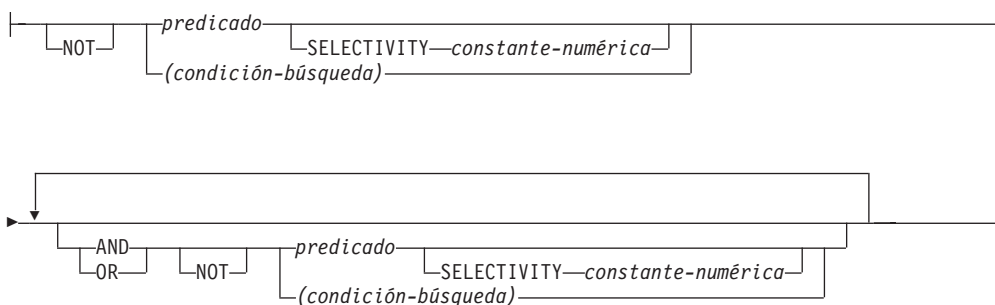 predicado
NOT
SELECTIVITY constante-numérica
(condición-búsqueda)
AND predicado
OR NOT SELECTIVITY constante-numérica
(condición-búsqueda)